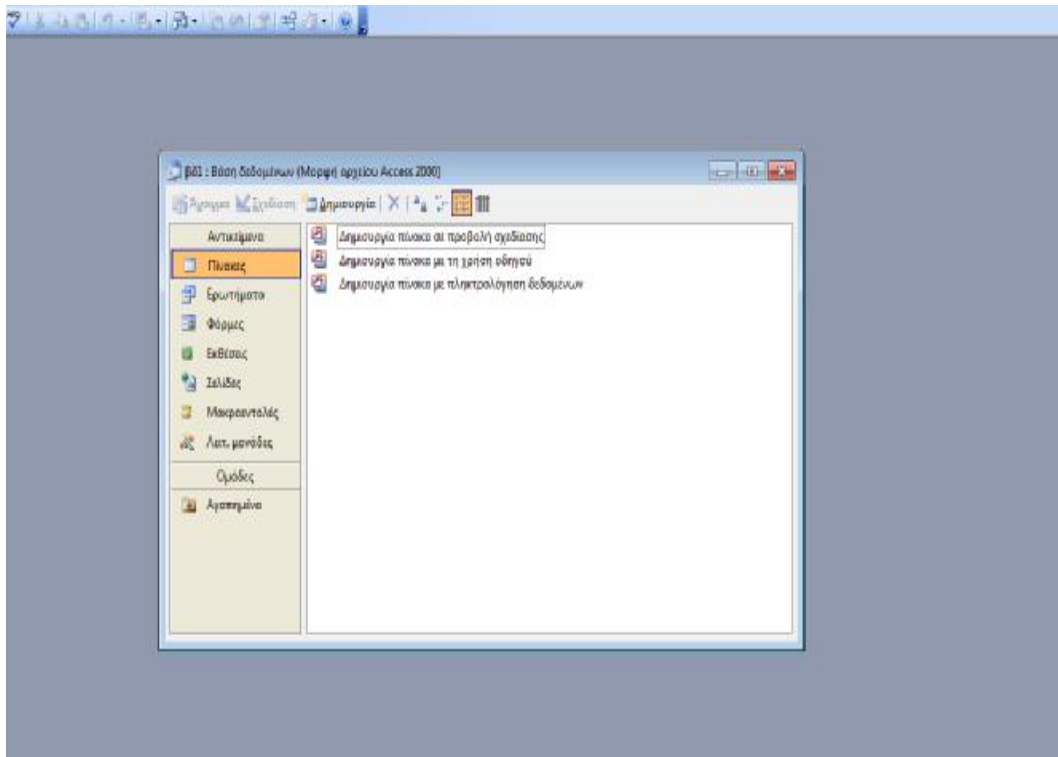 βδ1 : Βάση δεδομένων (Μορφή αρχείου Access 2000)
Άνοιγμα Σχεδίαση Δημιουργία
Αντικείμενα
Πίνακες
Ερωτήματα
Φόρμες
Εκθέσεις
Σελίδες
Μακροεντολές
Λειτ. μονάδες
Ομάδες
Αγαπημένα
Δημιουργία πίνακα σε προβολή σχεδίασης
Δημιουργία πίνακα με τη χρήση οδηγού
Δημιουργία πίνακα με πληκτρολόγηση δεδομένων